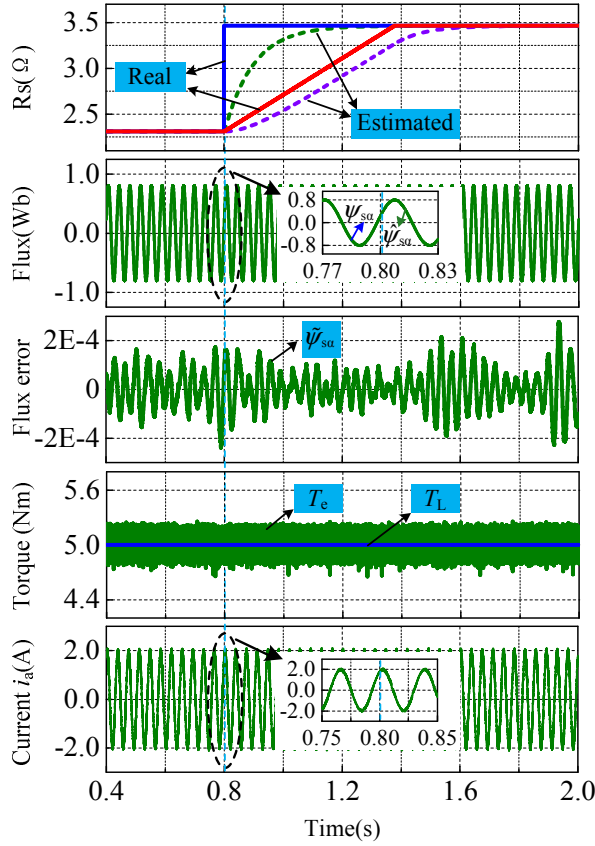 Rs(Ω)
3.5
3.0
2.5
Real
Estimated
Flux(Wb)
1.0
0.0
-1.0
0.8
0.0
-0.8
ψsα
ψ̂sα
0.77 0.80 0.83
Flux error
2E-4
0
-2E-4
ψ̃sα
Torque (Nm)
5.6
5.0
4.4
Te
TL
Current ia(A)
2.0
0.0
-2.0
2.0
0.0
-2.0
0.75 0.80 0.85
0.4 0.8 1.2 1.6 2.0
Time(s)